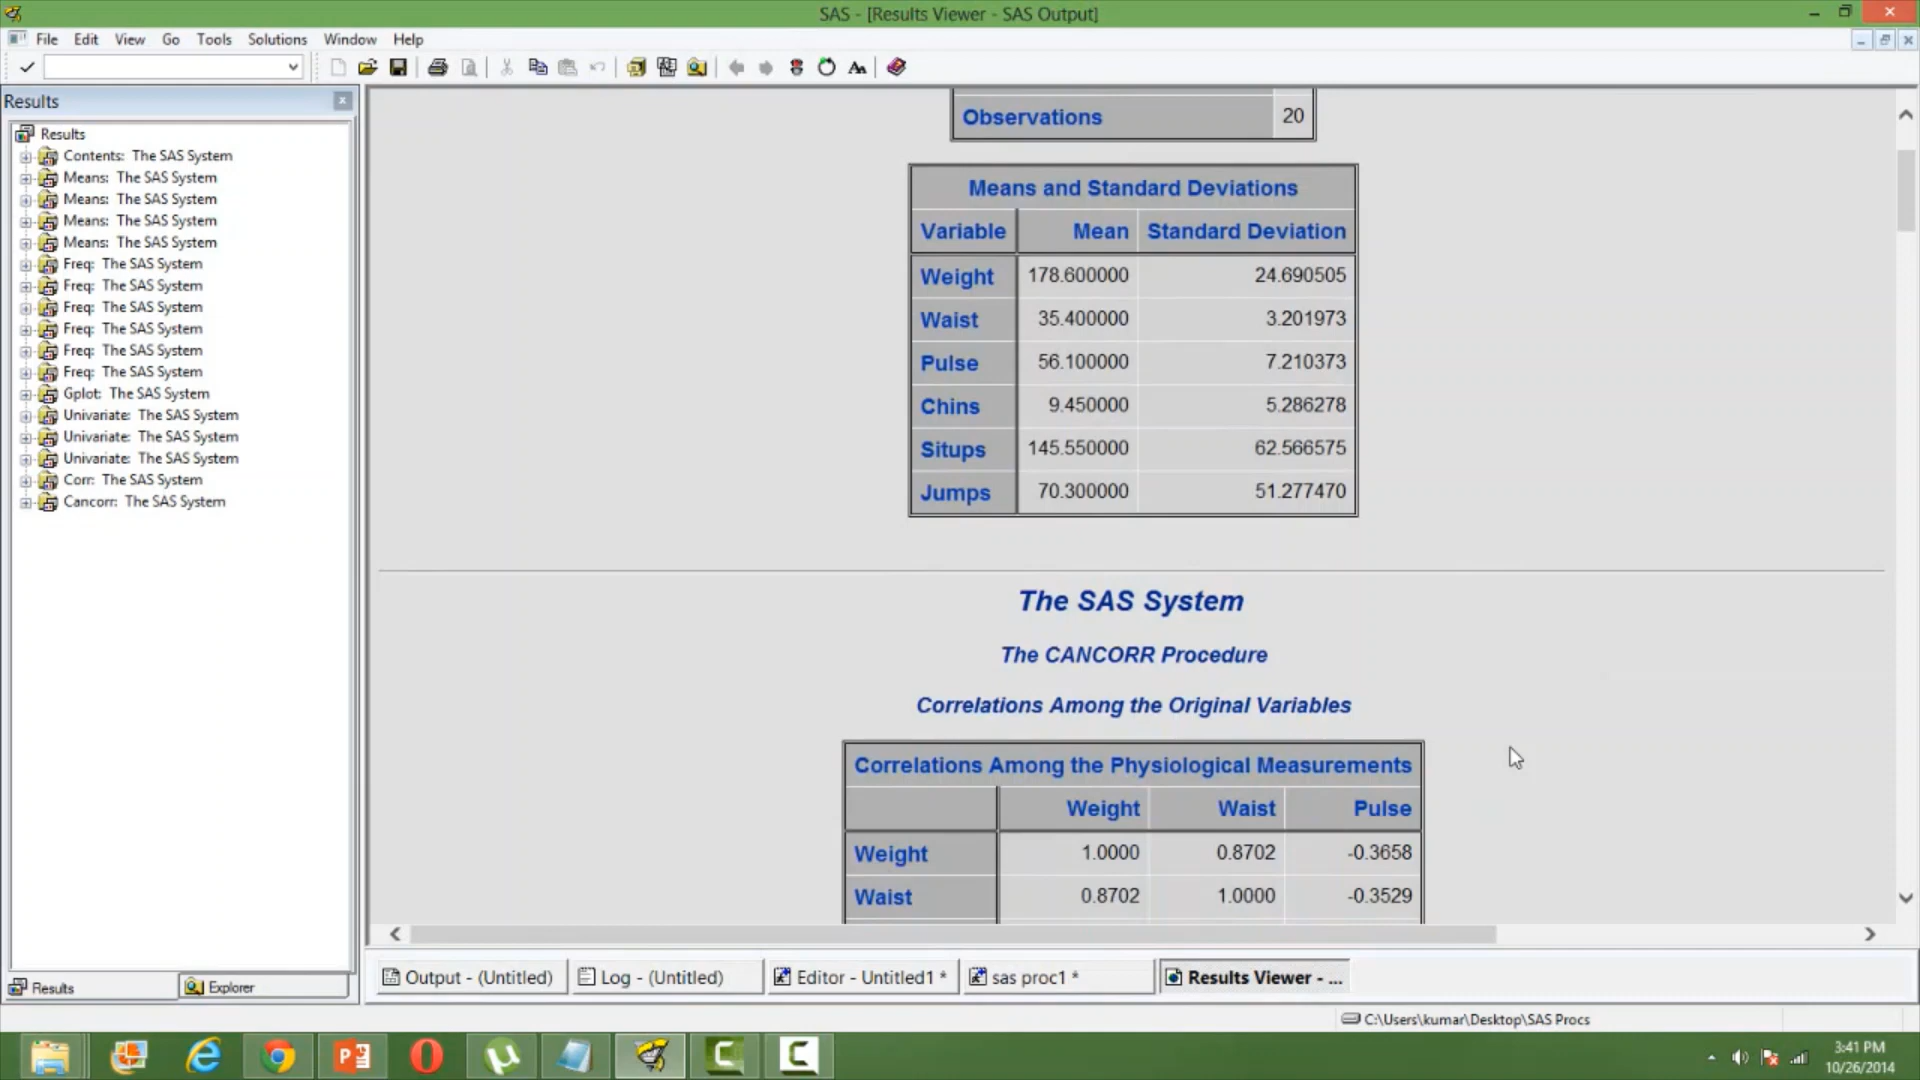 SAS - [Results Viewer - SAS Output]
File Edit View Go Tools Solutions Window Help
Results
Results
Contents: The SAS System
Means: The SAS System
Means: The SAS System
Means: The SAS System
Means: The SAS System
Freq: The SAS System
Freq: The SAS System
Freq: The SAS System
Freq: The SAS System
Freq: The SAS System
Freq: The SAS System
Gplot: The SAS System
Univariate: The SAS System
Univariate: The SAS System
Univariate: The SAS System
Corr: The SAS System
Cancorr: The SAS System
Results Explorer
Observations 20
Means and Standard Deviations
Variable Mean Standard Deviation
Weight 178.600000 24.690505
Waist 35.400000 3.201973
Pulse 56.100000 7.210373
Chins 9.450000 5.286278
Situps 145.550000 62.566575
Jumps 70.300000 51.277470
The SAS System
The CANCORR Procedure
Correlations Among the Original Variables
Correlations Among the Physiological Measurements
Weight Waist Pulse
Weight 1.0000 0.8702 -0.3658
Waist 0.8702 1.0000 -0.3529
Output - (Untitled) Log - (Untitled) Editor - Untitled1 * sas proc1 * Results Viewer - ...
C:\Users\kumar\Desktop\SAS Procs
3:41 PM
10/26/2014